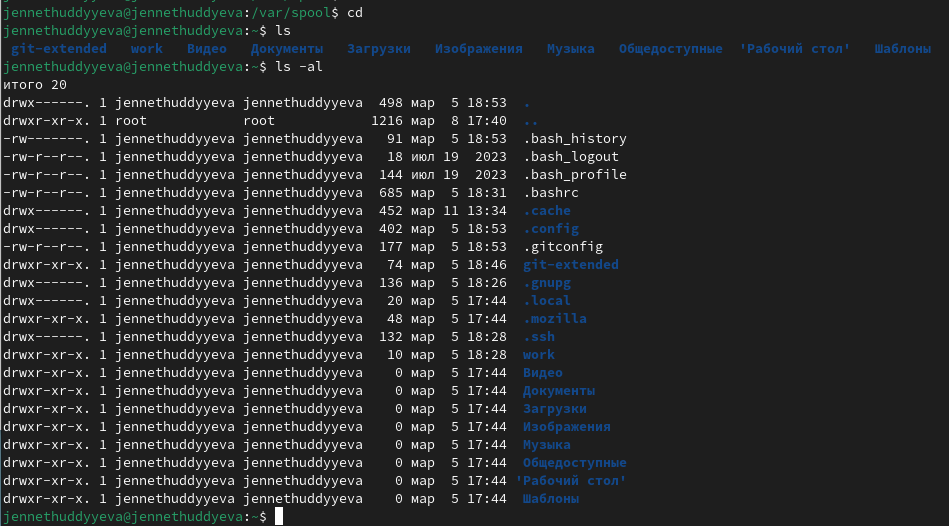 jennethuddyyeva@jennethuddyeva:/var/spool$ cd
jennethuddyyeva@jennethuddyeva:~$ ls
git-extended work Видео Документы Загрузки Изображения Музыка Общедоступные 'Рабочий стол' Шаблоны
jennethuddyyeva@jennethuddyeva:~$ ls -al
итого 20
drwx------. 1 jennethuddyyeva jennethuddyyeva 498 мар 5 18:53 .
drwxr-xr-x. 1 root root 1216 мар 8 17:40 ..
-rw-------. 1 jennethuddyyeva jennethuddyyeva 91 мар 5 18:53 .bash_history
-rw-r--r--. 1 jennethuddyyeva jennethuddyyeva 18 июл 19 2023 .bash_logout
-rw-r--r--. 1 jennethuddyyeva jennethuddyyeva 144 июл 19 2023 .bash_profile
-rw-r--r--. 1 jennethuddyyeva jennethuddyyeva 685 мар 5 18:31 .bashrc
drwx------. 1 jennethuddyyeva jennethuddyyeva 452 мар 11 13:34 .cache
drwx------. 1 jennethuddyyeva jennethuddyyeva 402 мар 5 18:53 .config
-rw-r--r--. 1 jennethuddyyeva jennethuddyyeva 177 мар 5 18:53 .gitconfig
drwxr-xr-x. 1 jennethuddyyeva jennethuddyyeva 74 мар 5 18:46 git-extended
drwx------. 1 jennethuddyyeva jennethuddyyeva 136 мар 5 18:26 .gnupg
drwx------. 1 jennethuddyyeva jennethuddyyeva 20 мар 5 17:44 .local
drwxr-xr-x. 1 jennethuddyyeva jennethuddyyeva 48 мар 5 17:44 .mozilla
drwx------. 1 jennethuddyyeva jennethuddyyeva 132 мар 5 18:28 .ssh
drwxr-xr-x. 1 jennethuddyyeva jennethuddyyeva 10 мар 5 18:28 work
drwxr-xr-x. 1 jennethuddyyeva jennethuddyyeva 0 мар 5 17:44 Видео
drwxr-xr-x. 1 jennethuddyyeva jennethuddyyeva 0 мар 5 17:44 Документы
drwxr-xr-x. 1 jennethuddyyeva jennethuddyyeva 0 мар 5 17:44 Загрузки
drwxr-xr-x. 1 jennethuddyyeva jennethuddyyeva 0 мар 5 17:44 Изображения
drwxr-xr-x. 1 jennethuddyyeva jennethuddyyeva 0 мар 5 17:44 Музыка
drwxr-xr-x. 1 jennethuddyyeva jennethuddyyeva 0 мар 5 17:44 Общедоступные
drwxr-xr-x. 1 jennethuddyyeva jennethuddyyeva 0 мар 5 17:44 'Рабочий стол'
drwxr-xr-x. 1 jennethuddyyeva jennethuddyyeva 0 мар 5 17:44 Шаблоны
jennethuddyyeva@jennethuddyeva:~$